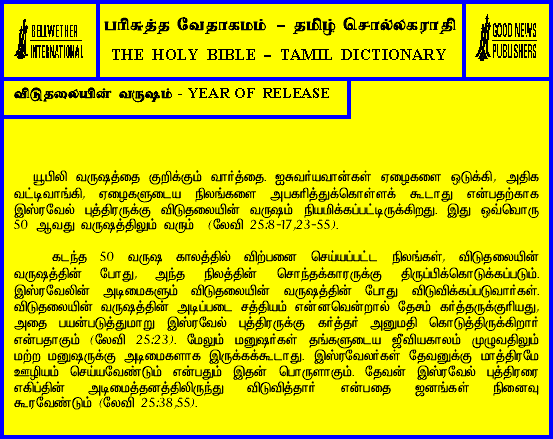 BELLWETHER
INTERNATIONAL
பரிசுத்த வேதாகமம் – தமிழ் சொல்லகராதி
THE HOLY BIBLE – TAMIL DICTIONARY
GOOD NEWS
PUBLISHERS
விடுதலையின் வருஷம் - YEAR OF RELEASE
யூபிலி வருஷத்தை குறிக்கும் வார்த்தை. ஐசுவர்யவான்கள் ஏழைகளை ஒடுக்கி, அதிக
வட்டிவாங்கி, ஏழைகளுடைய நிலங்களை அபகரித்துக்கொள்ளக் கூடாது என்பதற்காக
இஸ்ரவேல் புத்திரருக்கு விடுதலையின் வருஷம் நியமிக்கப்பட்டிருக்கிறது. இது ஒவ்வொரு
50 ஆவது வருஷத்திலும் வரும் (லேவி 25:8-17,23-55).
கடந்த 50 வருஷ காலத்தில் விற்பனை செய்யப்பட்ட நிலங்கள், விடுதலையின்
வருஷத்தின் போது, அந்த நிலத்தின் சொந்தக்காரருக்கு திருப்பிக்கொடுக்கப்படும்.
இஸ்ரவேலின் அடிமைகளும் விடுதலையின் வருஷத்தின் போது விடுவிக்கப்படுவார்கள்.
விடுதலையின் வருஷத்தின் அடிப்படை சத்தியம் என்னவென்றால் தேசம் கர்த்தருக்குரியது,
அதை பயன்படுத்துமாறு இஸ்ரவேல் புத்திரருக்கு கர்த்தர் அனுமதி கொடுத்திருக்கிறார்
என்பதாகும் (லேவி 25:23). மேலும் மனுஷர்கள் தங்களுடைய ஜீவியகாலம் முழுவதிலும்
மற்ற மனுஷருக்கு அடிமைகளாக இருக்கக்கூடாது. இஸ்ரவேலர்கள் தேவனுக்கு மாத்திரமே
ஊழியம் செய்யவேண்டும் என்பதும் இதன் பொருளாகும். தேவன் இஸ்ரவேல் புத்திரரை
எகிப்தின் அடிமைத்தனத்திலிருந்து விடுவித்தார் என்பதை ஜனங்கள் நினைவு
கூரவேண்டும் (லேவி 25:38,55).